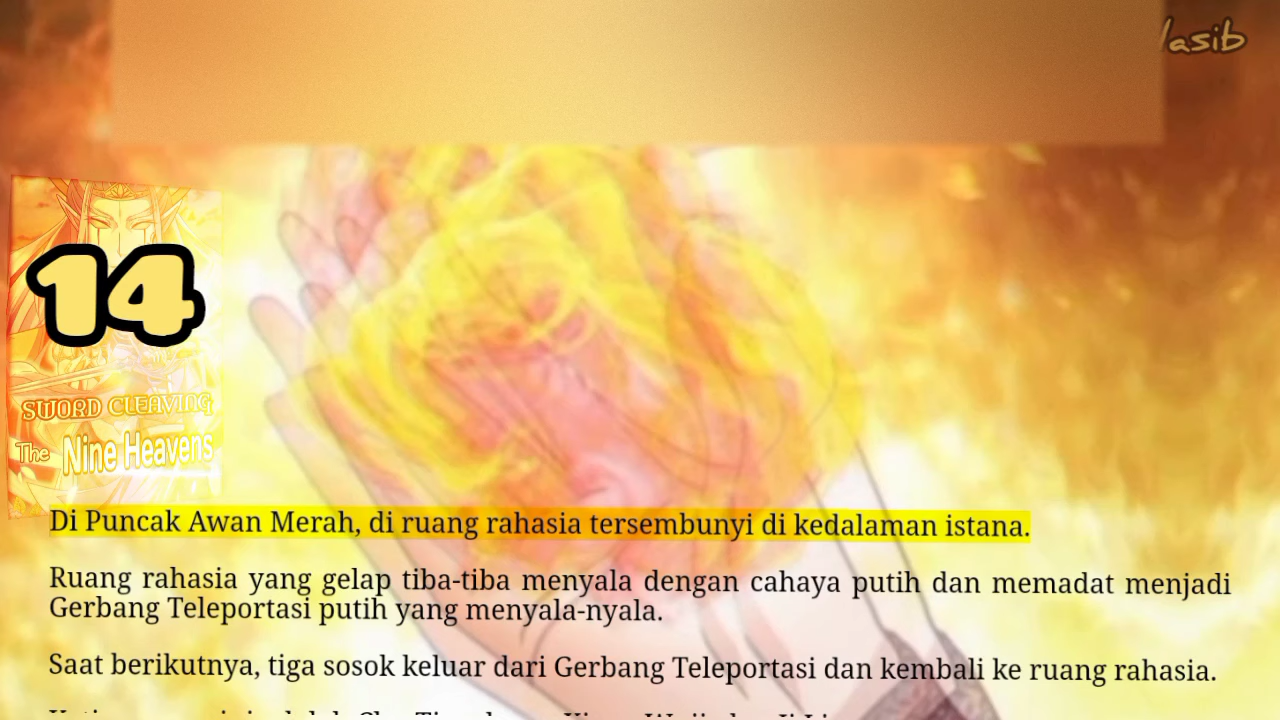 asib
14
SWORD CLEAVING
The Nine Heavens
Di Puncak Awan Merah, di ruang rahasia tersembunyi di kedalaman istana.
Ruang rahasia yang gelap tiba-tiba menyala dengan cahaya putih dan memadat menjadi
Gerbang Teleportasi putih yang menyala-nyala.
Saat berikutnya, tiga sosok keluar dari Gerbang Teleportasi dan kembali ke ruang rahasia.